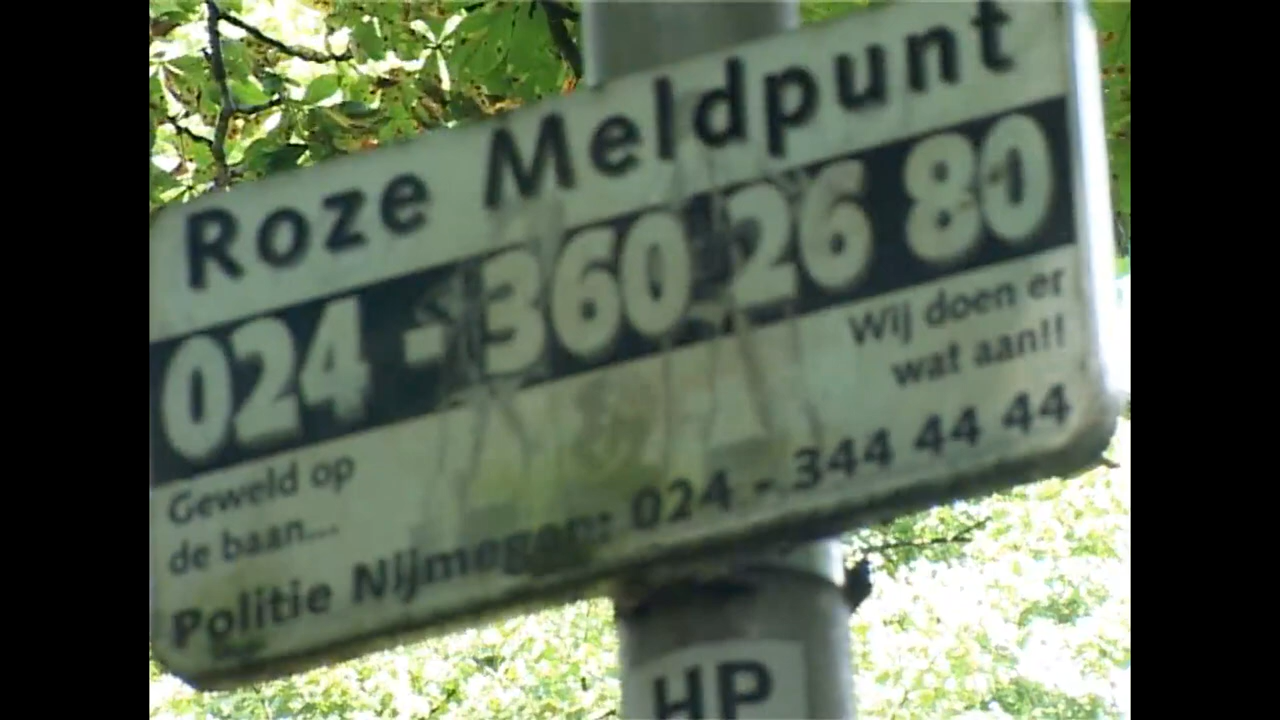 Roze Meldpunt
024 - 360 26 80
Geweld op
de baan...
Wij doen er
wat aan!!
Politie Nijmegen: 024 - 344 44 44
HP